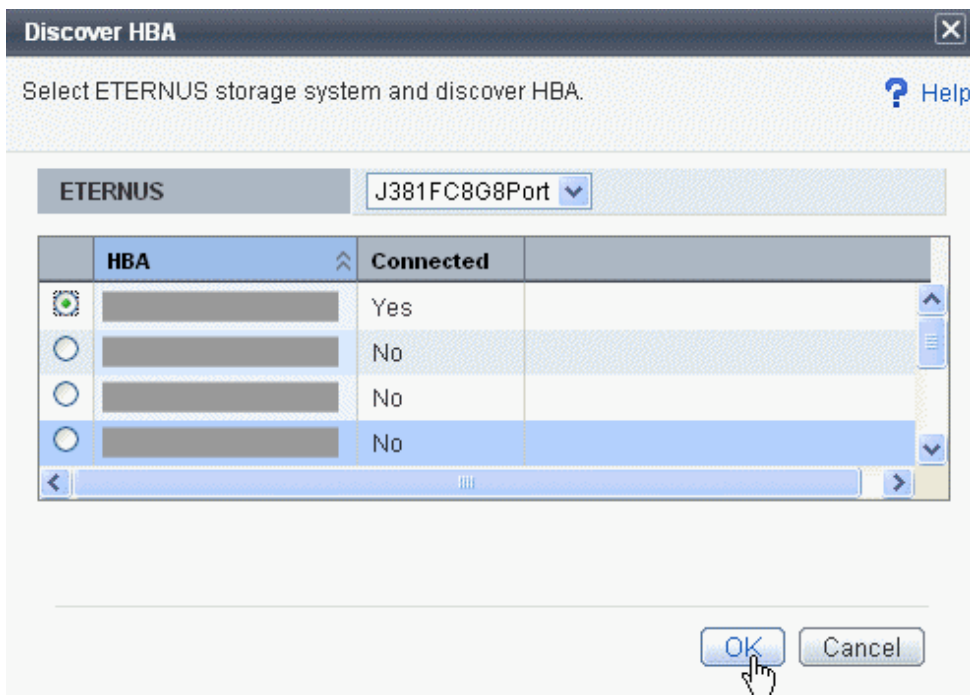 Discover HBA
Select ETERNUS storage system and discover HBA.
? Help
ETERNUS
J381FC8G8Port
HBA Connected
Yes
No
No
No
OK Cancel